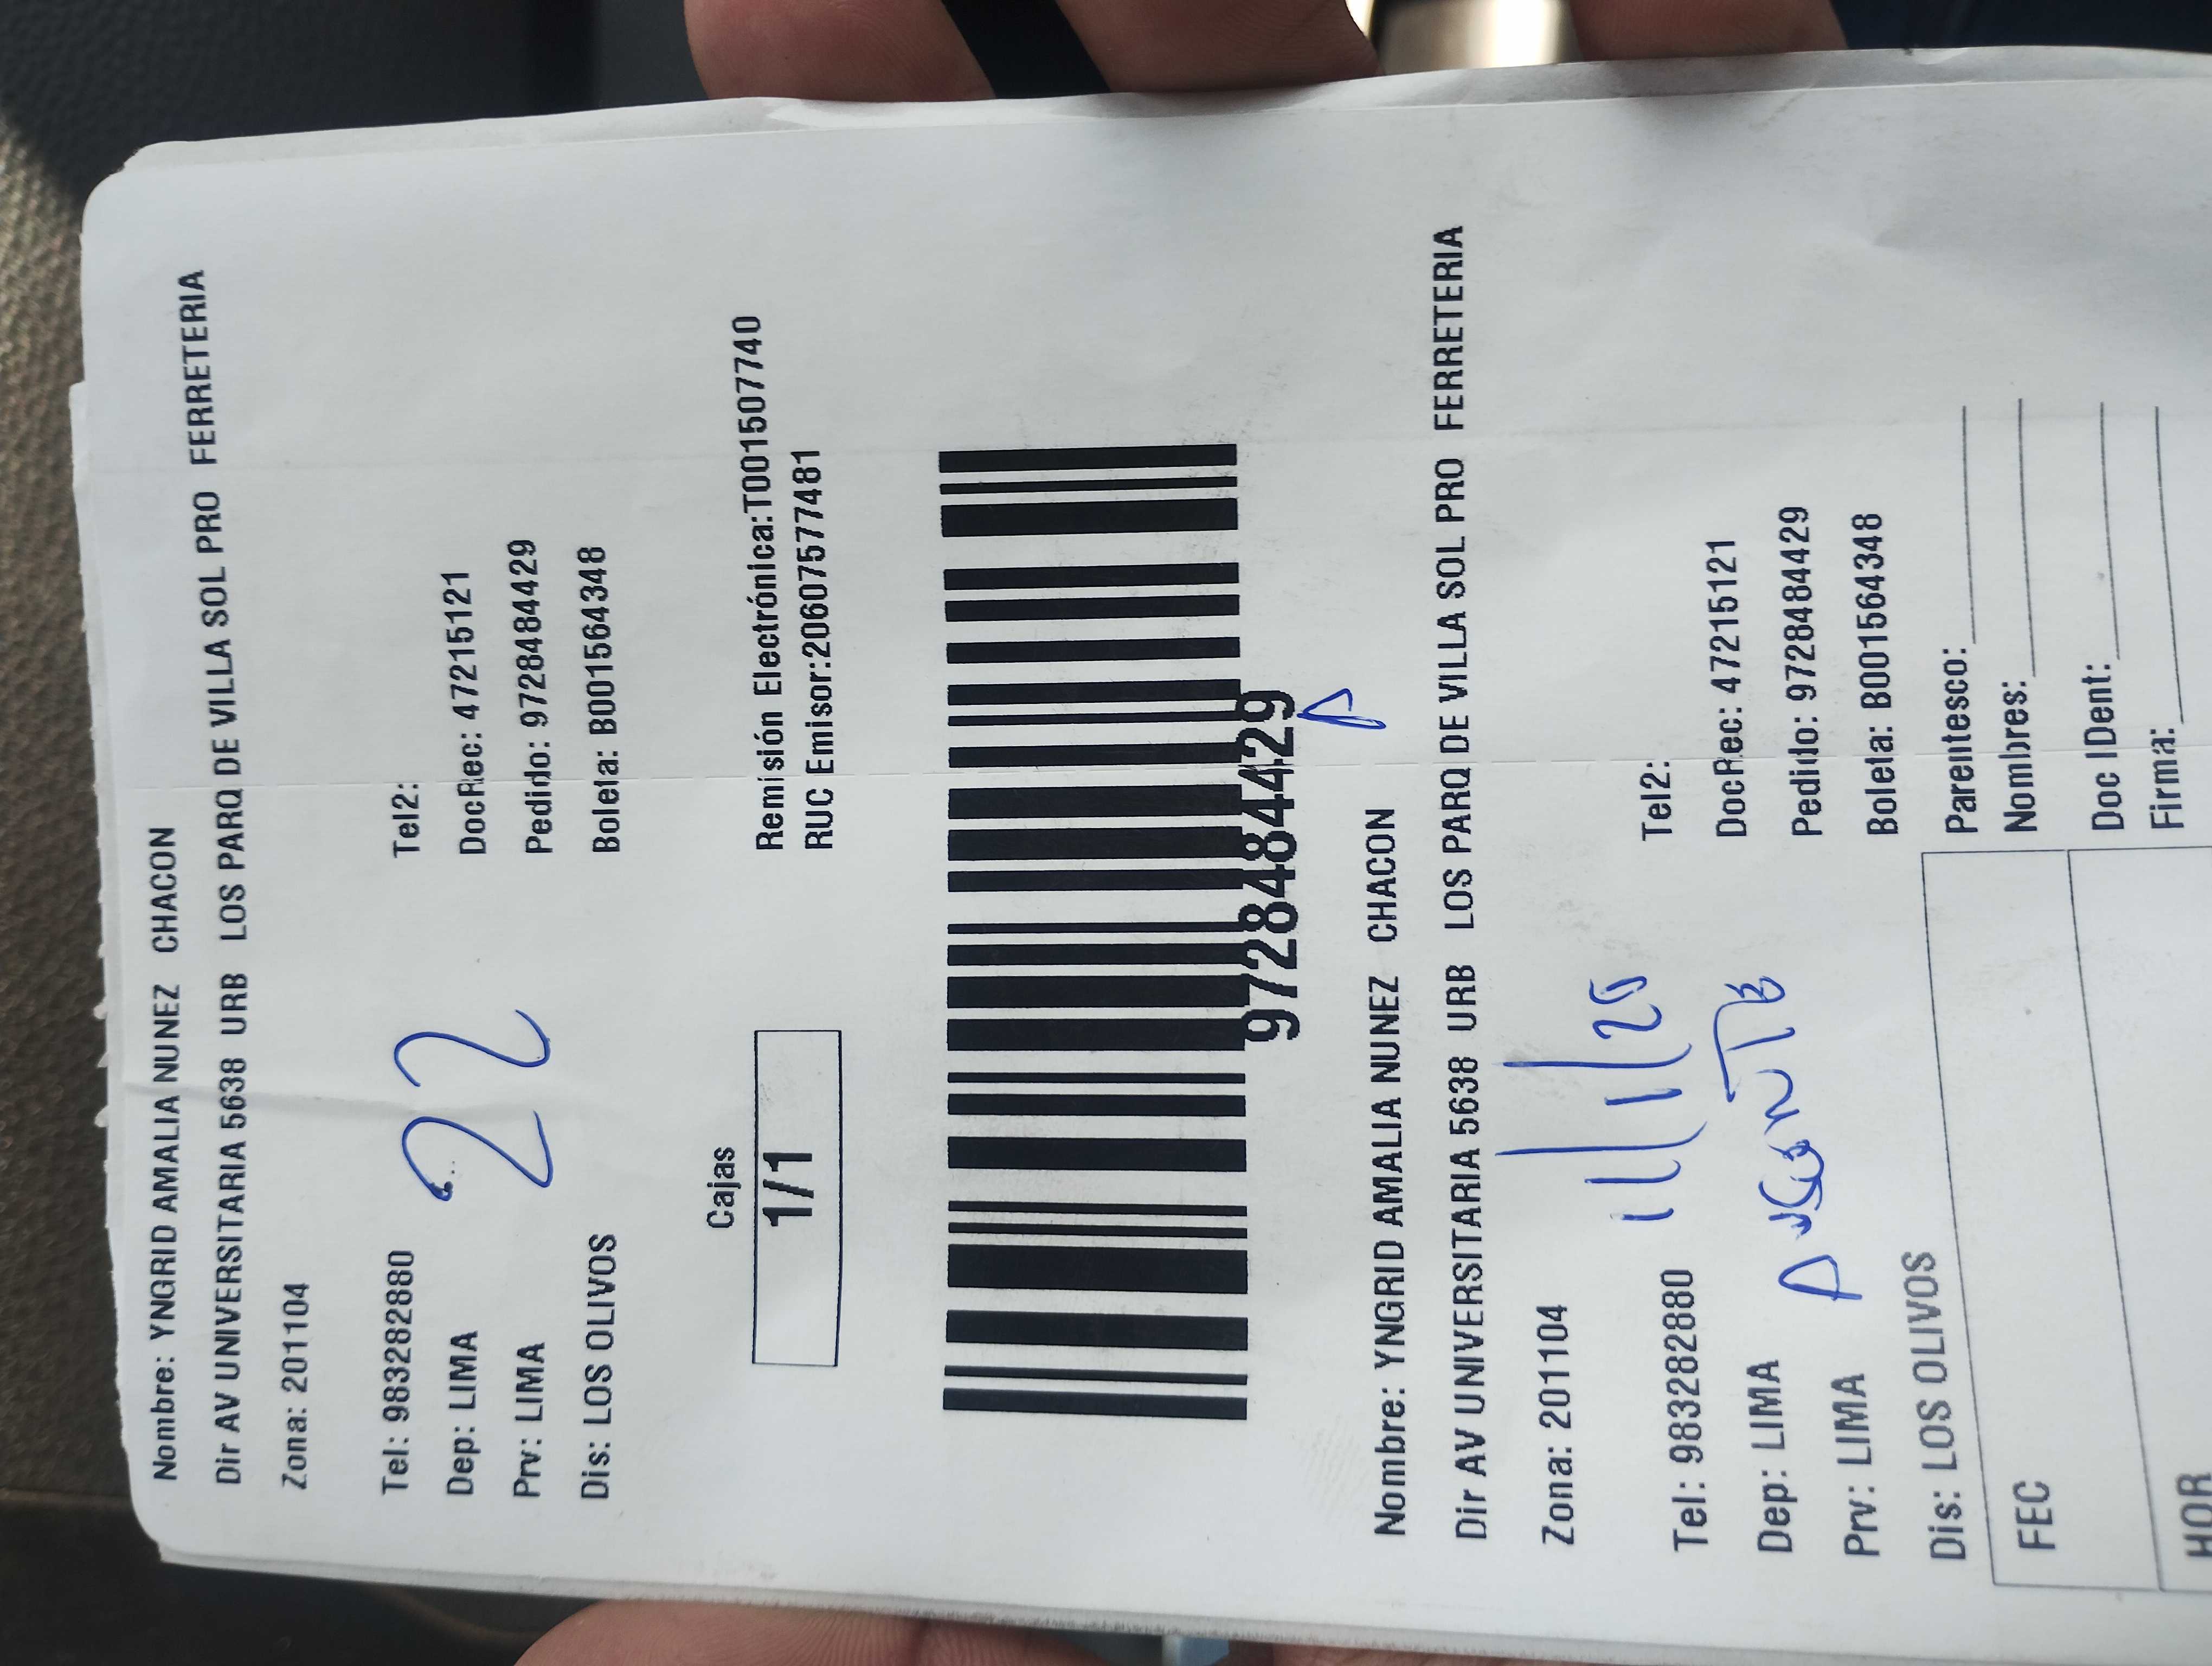 Nombre: YNGRID AMALIA NUNEZ CHACON
Dir AV UNIVERSITARIA 5638 URB LOS PARQ DE VILLA SOL PRO FERRETERIA
Zona: 201104
Tel: 983282880 Tel2:
Dep: LIMA DocRec: 47215121
Prv: LIMA Pedido: 972848429
Dis: LOS OLIVOS Boleta: B001564348
22
Cajas
1/1
Remisión Electrónica:T001507740
RUC Emisor:20607577481
972848429
Nombre: YNGRID AMALIA NUNEZ CHACON
Dir AV UNIVERSITARIA 5638 URB LOS PARQ DE VILLA SOL PRO FERRETERIA
Zona: 201104
11/11/25
Tel: 983282880 Tel2:
Dep: LIMA DocRec: 47215121
Prv: LIMA Pedido: 972848429
Dis: LOS OLIVOS Boleta: B001564348
FEC
Parentesco:
Nombres:
HOR
Doc IDent:
Firma: